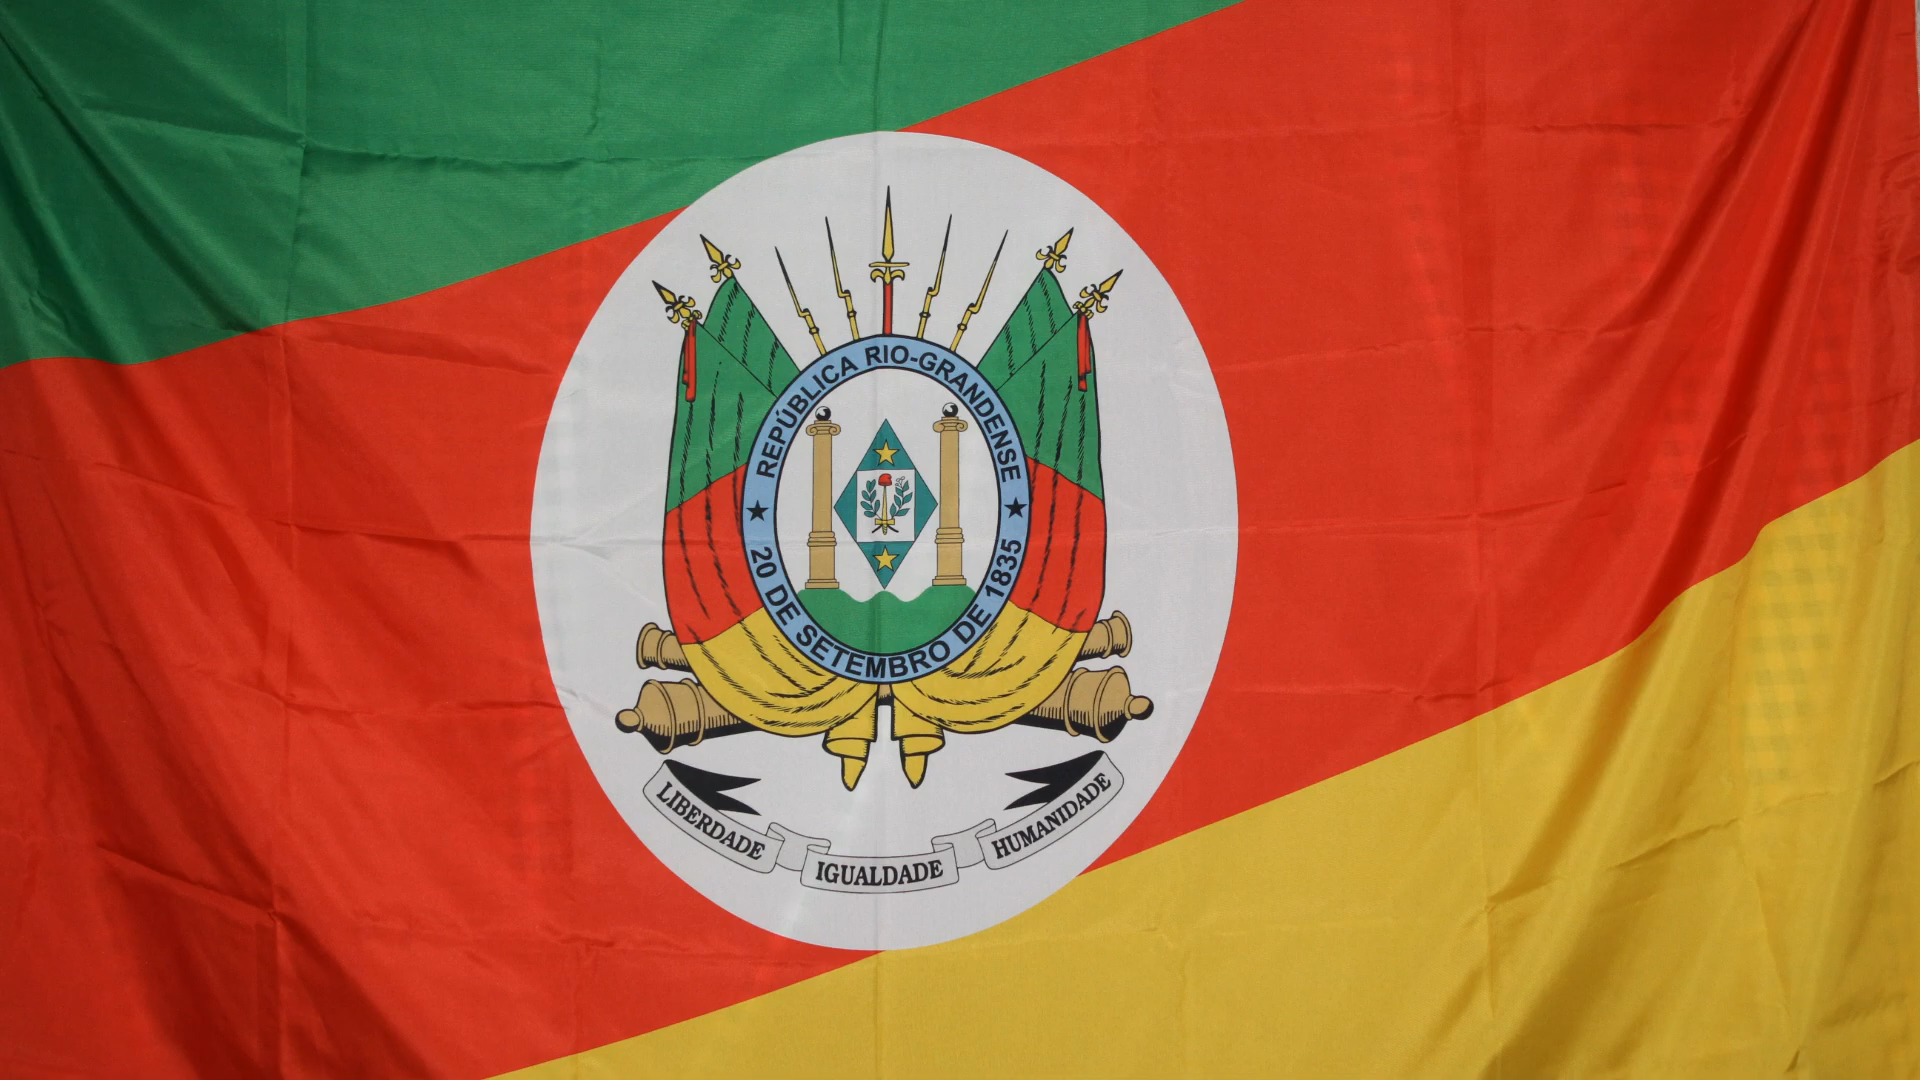 REPÚBLICA RIO-GRANDENSE
20 DE SETEMBRO DE 1835
LIBERDADE
IGUALDADE
HUMANIDADE